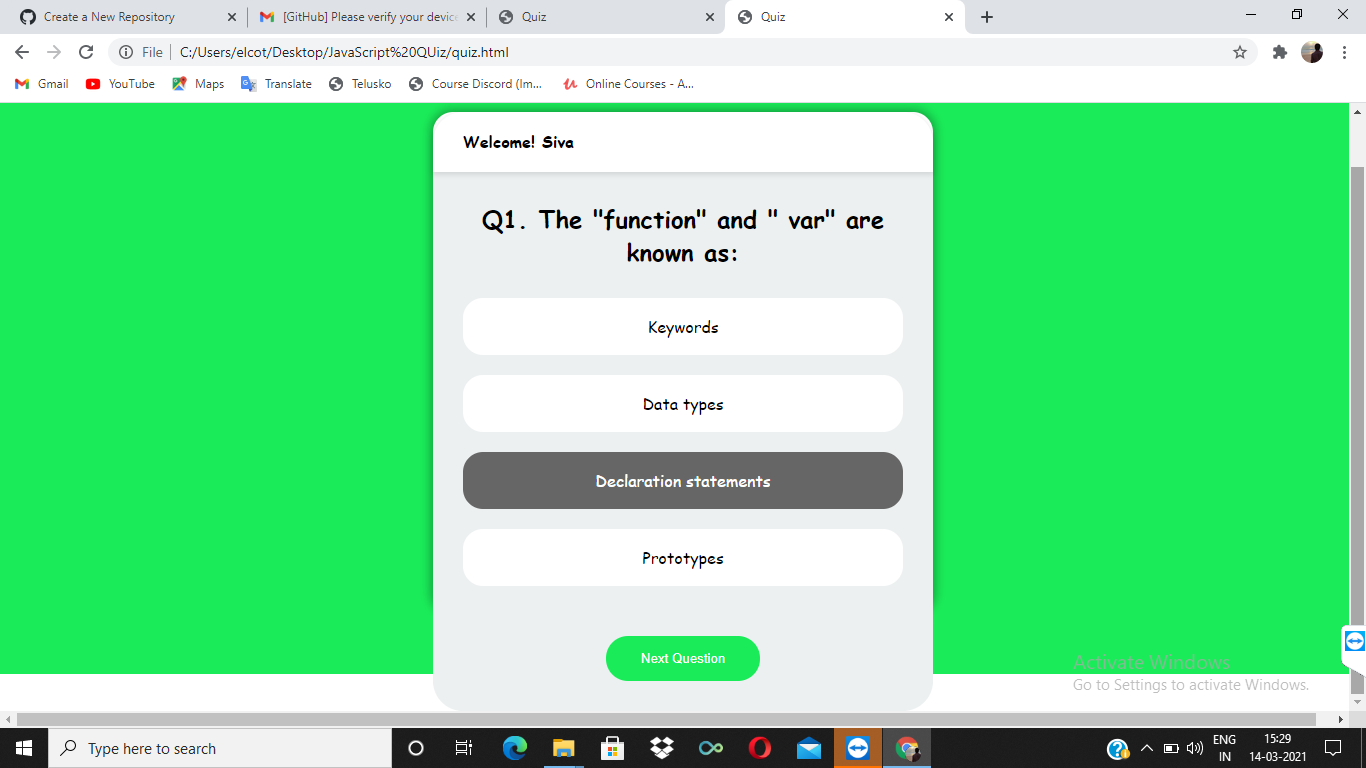 Create a New Repository
[GitHub] Please verify your device
Quiz
Quiz
File
C:/Users/elcot/Desktop/JavaScript%20QUiz/quiz.html
Gmail
YouTube
Maps
Translate
Telusko
Course Discord (Im...
Online Courses - A...
Welcome! Siva
Q1. The "function" and " var" are
known as:
Keywords
Data types
Declaration statements
Prototypes
Next Question
Activate Windows
Go to Settings to activate Windows.
Type here to search
ENG
IN
15:29
14-03-2021